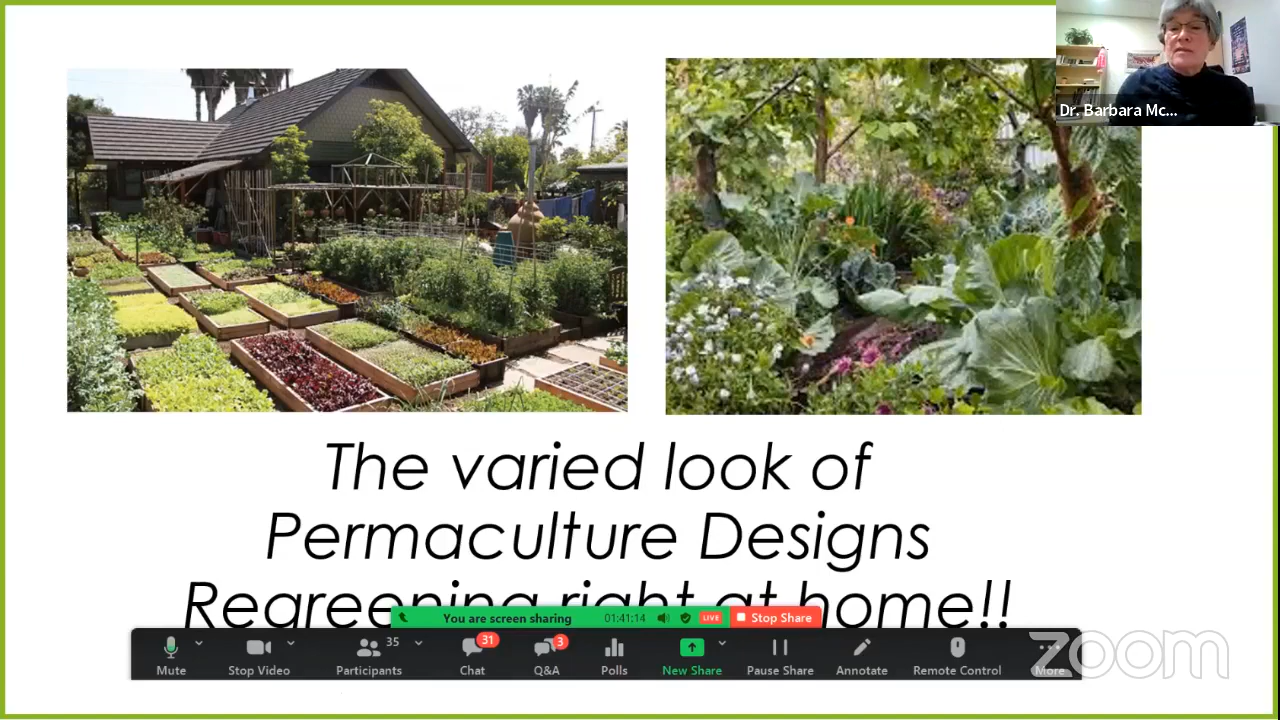 Dr. Barbara Mc...
The varied look of
Permaculture Designs
Regreening right at home!!
You are screen sharing
01:41:14
LIVE
Stop Share
Mute
Stop Video
35
Participants
31
Chat
3
Q&A
Polls
New Share
Pause Share
Annotate
Remote Control
More
zoom